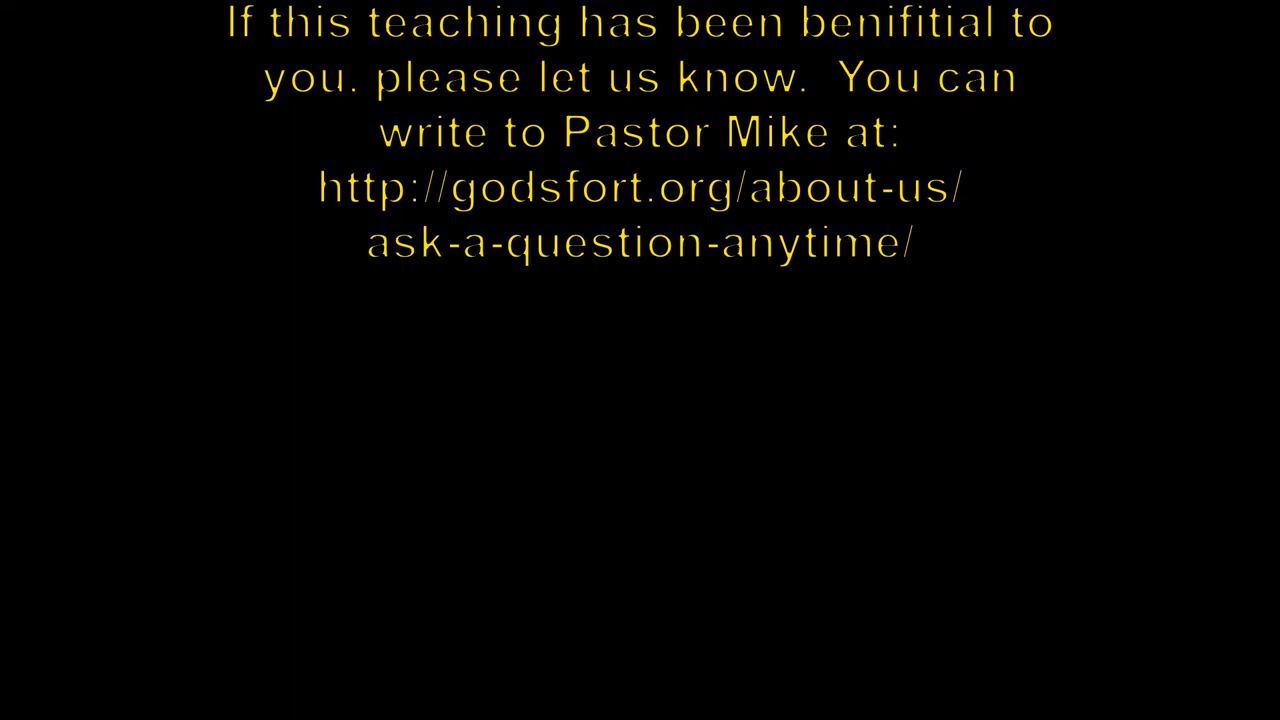 If this teaching has been benifitial to
you. please let us know.  You can
write to Pastor Mike at:
http://godsfort.org/about-us/
ask-a-question-anytime/